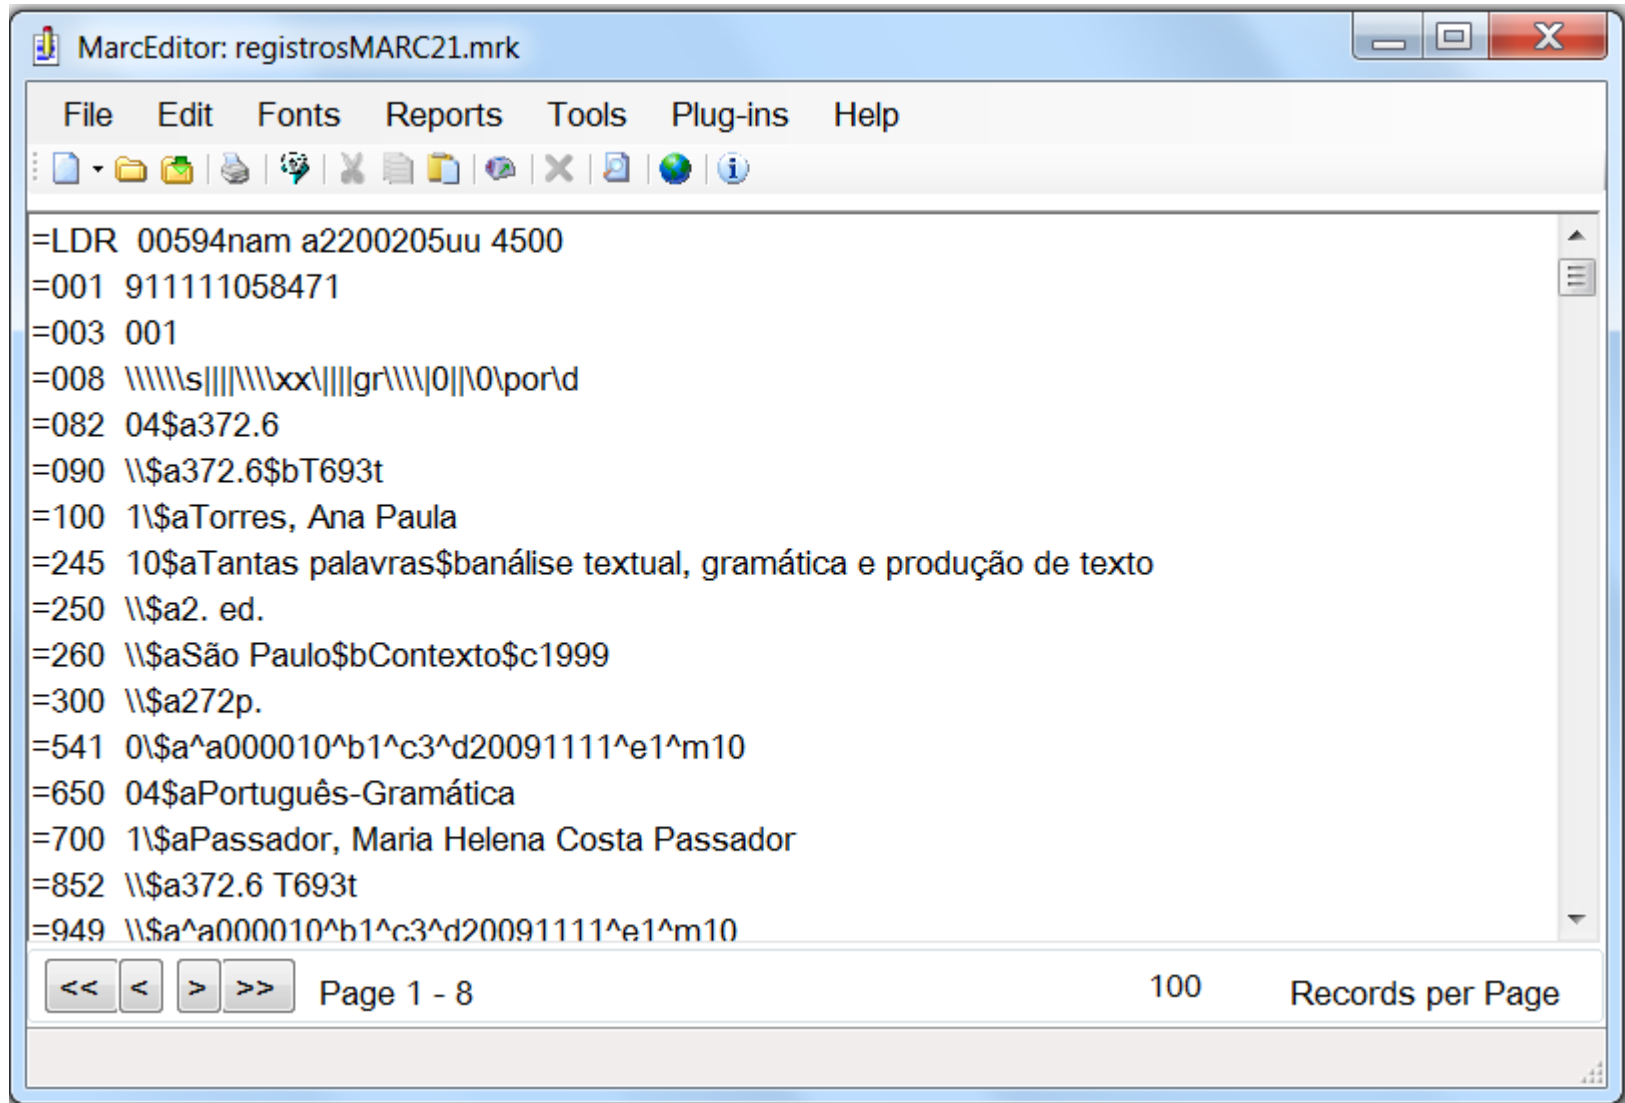 MarcEditor: registrosMARC21.mrk
File Edit Fonts Reports Tools Plug-ins Help
=LDR  00594nam a2200205uu 4500
=001  911111058471
=003  001
=008  \\\\\\s||||\\\\xx\||||gr\\\\|0||\0\por\d
=082  04$a372.6
=090  \\$a372.6$bT693t
=100  1\$aTorres, Ana Paula
=245  10$aTantas palavras$banálise textual, gramática e produção de texto
=250  \\$a2. ed.
=260  \\$aSão Paulo$bContexto$c1999
=300  \\$a272p.
=541  0\$a^a000010^b1^c3^d20091111^e1^m10
=650  04$aPortuguês-Gramática
=700  1\$aPassador, Maria Helena Costa Passador
=852  \\$a372.6 T693t
=949  \\$a^a000010^b1^c3^d20091111^e1^m10
<< < > >> Page 1 - 8 100 Records per Page